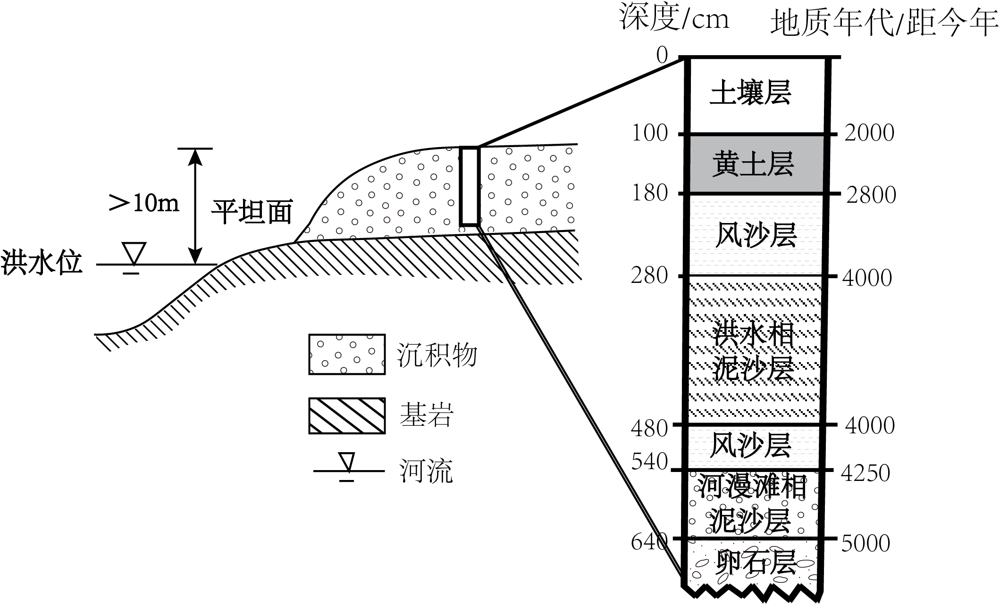 深度/cm 地质年代/距今年
0
土壤层
100 2000
黄土层
180 2800
风沙层
280 4000
洪水相
泥沙层
480 4000
风沙层
540 4250
河漫滩相
泥沙层
640 5000
卵石层
>10m
平坦面
洪水位
沉积物
基岩
河流